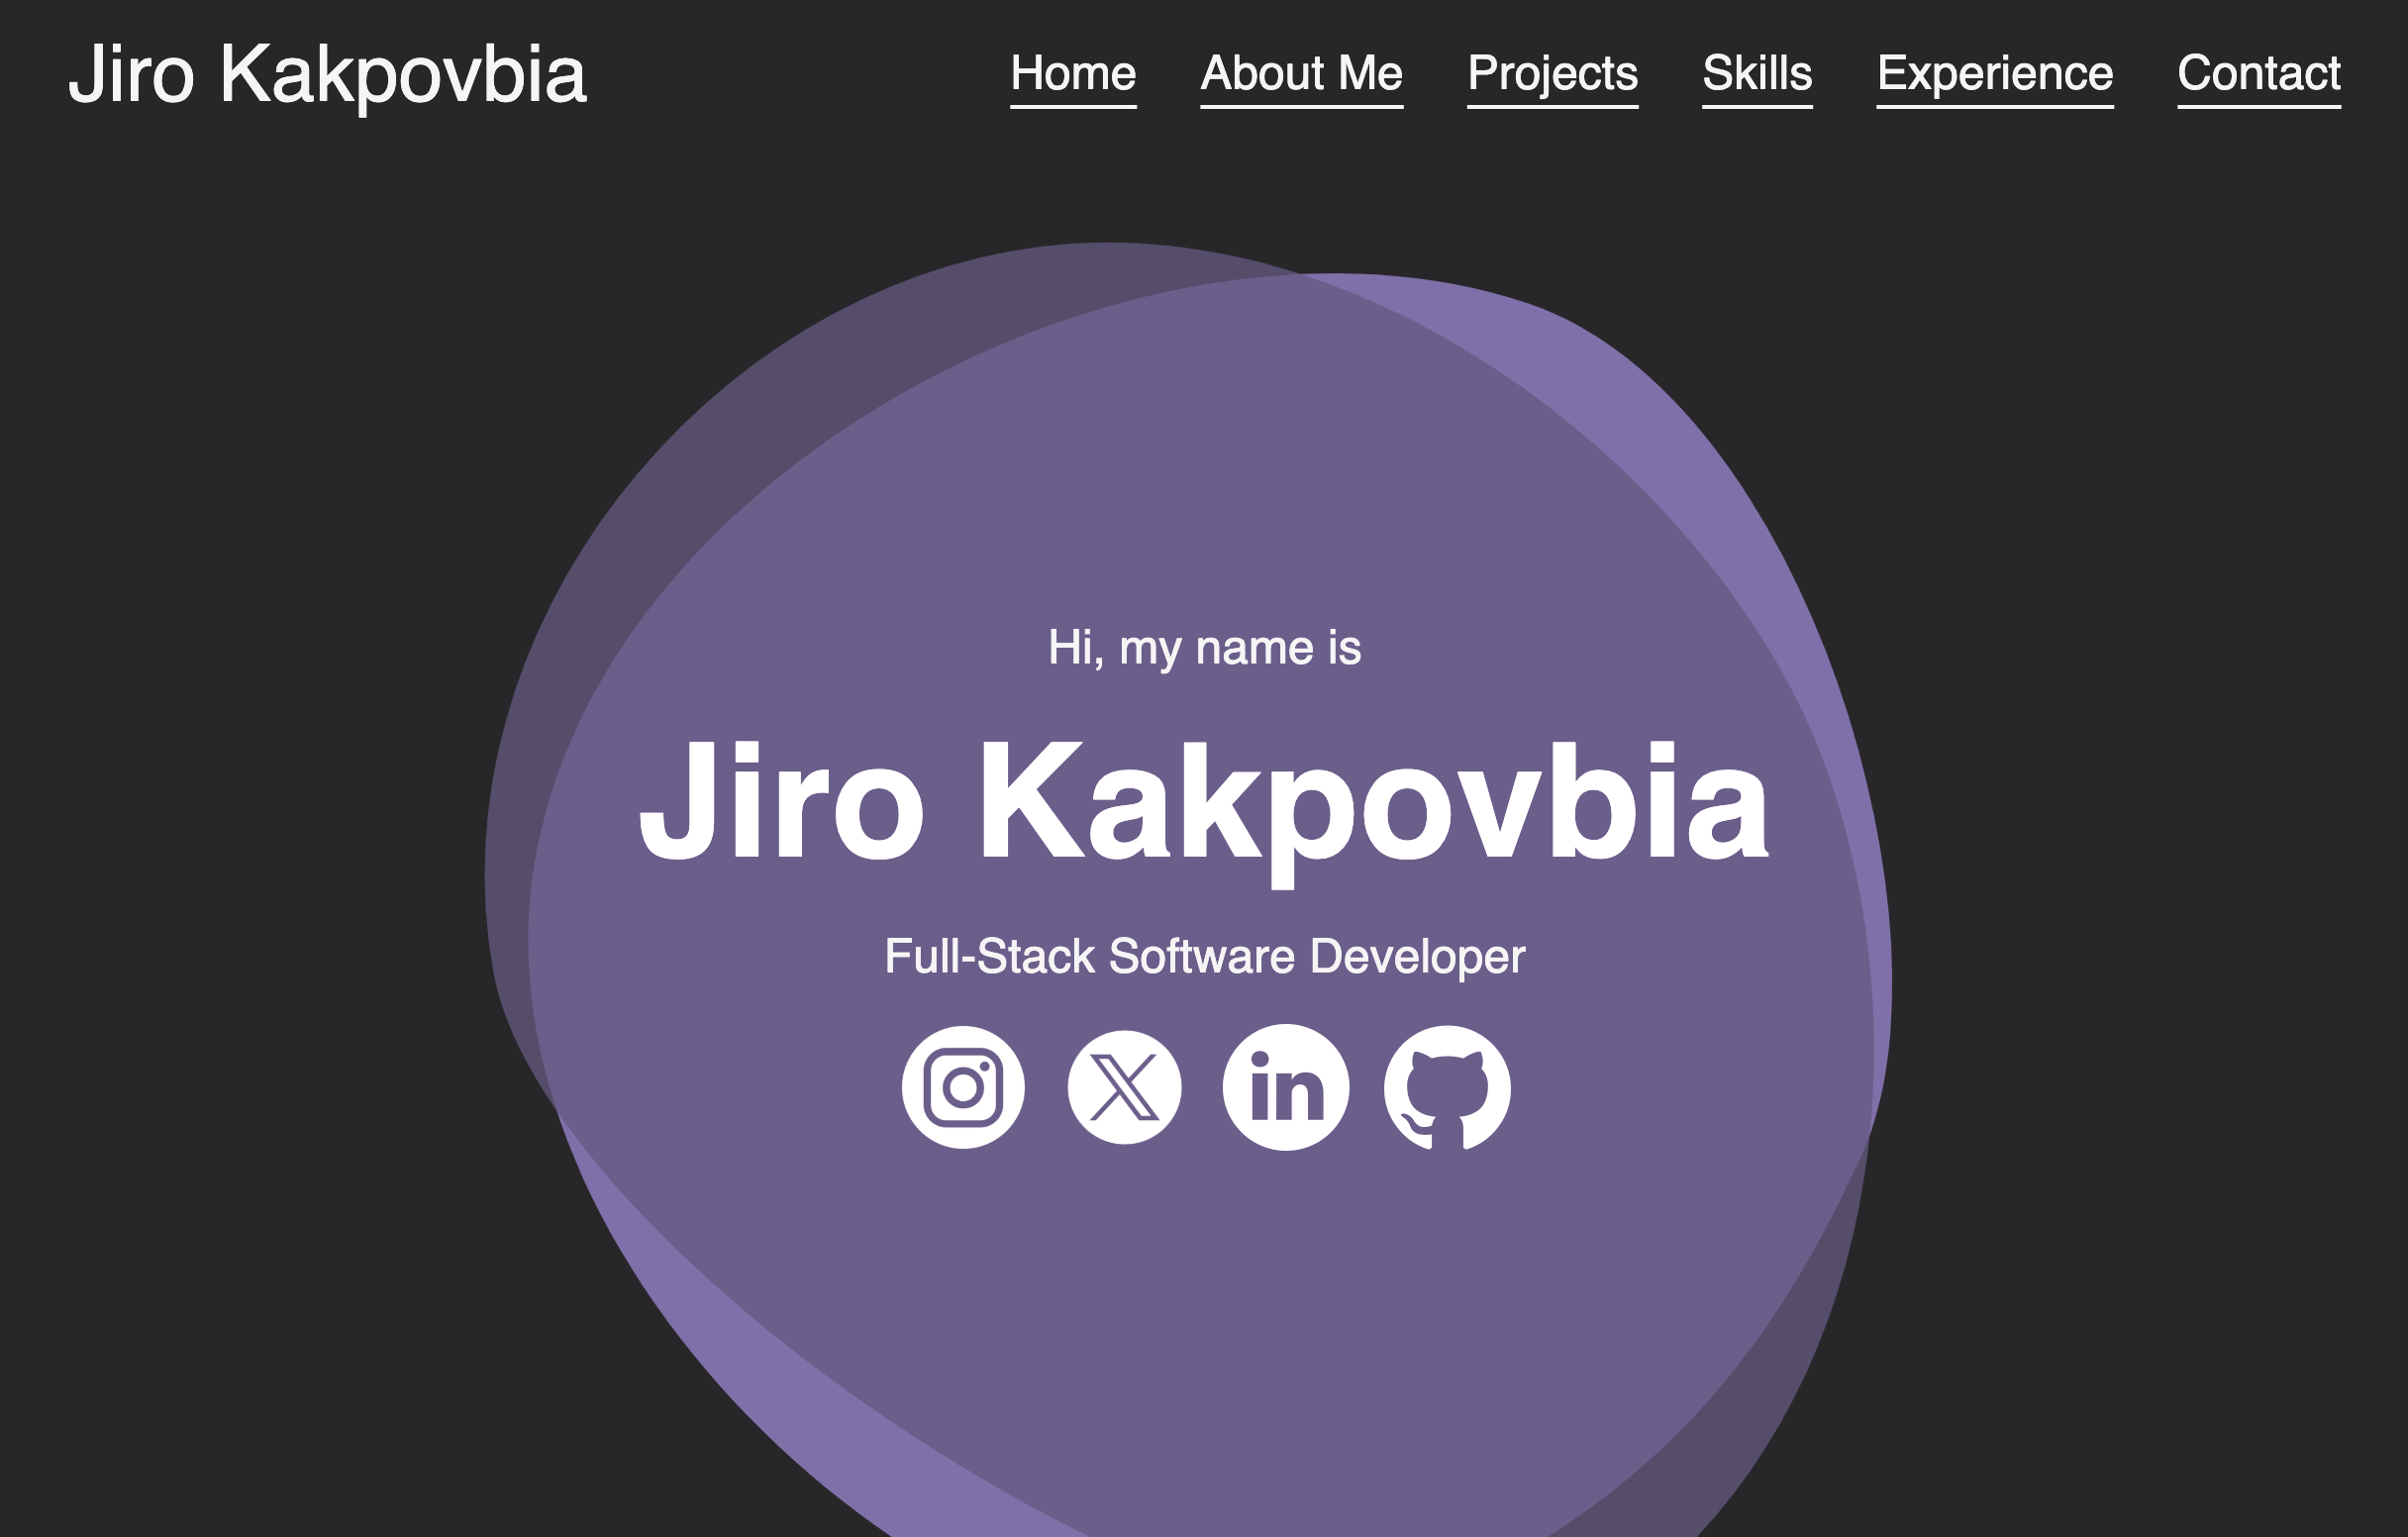 Jiro Kakpovbia
Home About Me Projects Skills Experience Contact
Hi, my name is
Jiro Kakpovbia
Full-Stack Software Developer
in